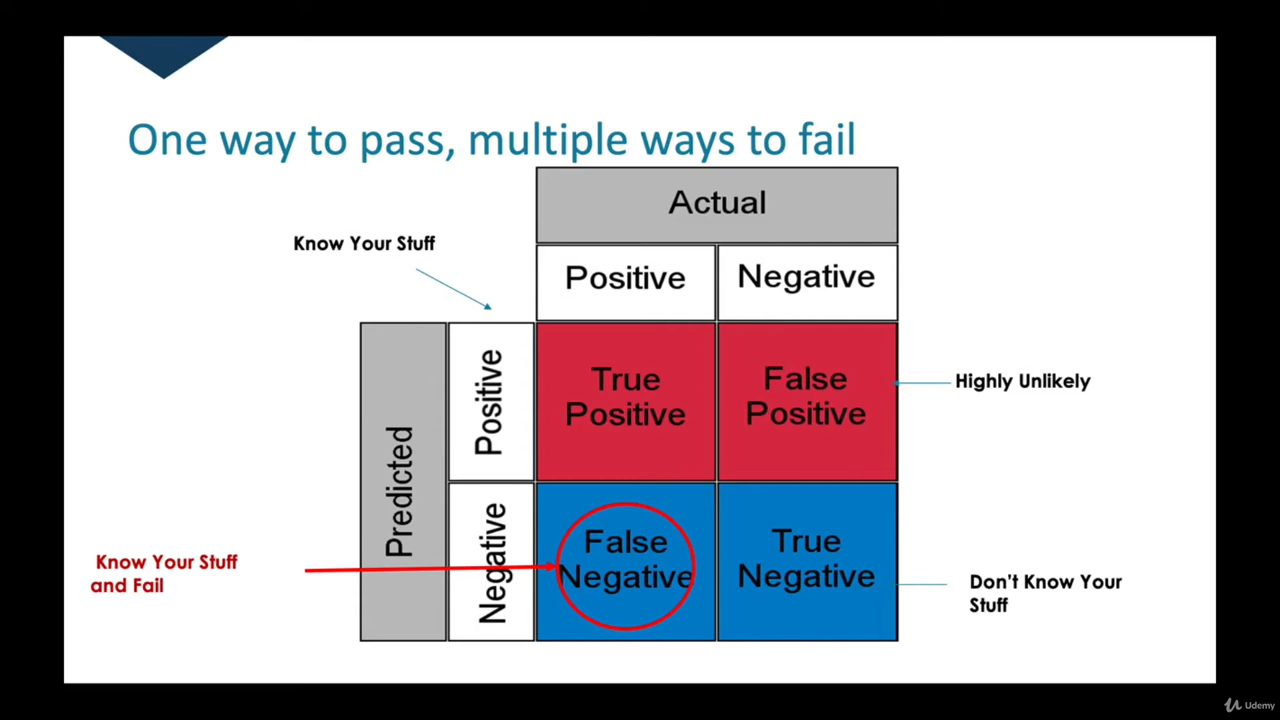 One way to pass, multiple ways to fail
Actual
Know Your Stuff
Positive
Negative
Positive
True
Positive
False
Positive
Highly Unlikely
Predicted
Know Your Stuff
and Fail
Negative
False
Negative
True
Negative
Don't Know Your
Stuff
Udemy